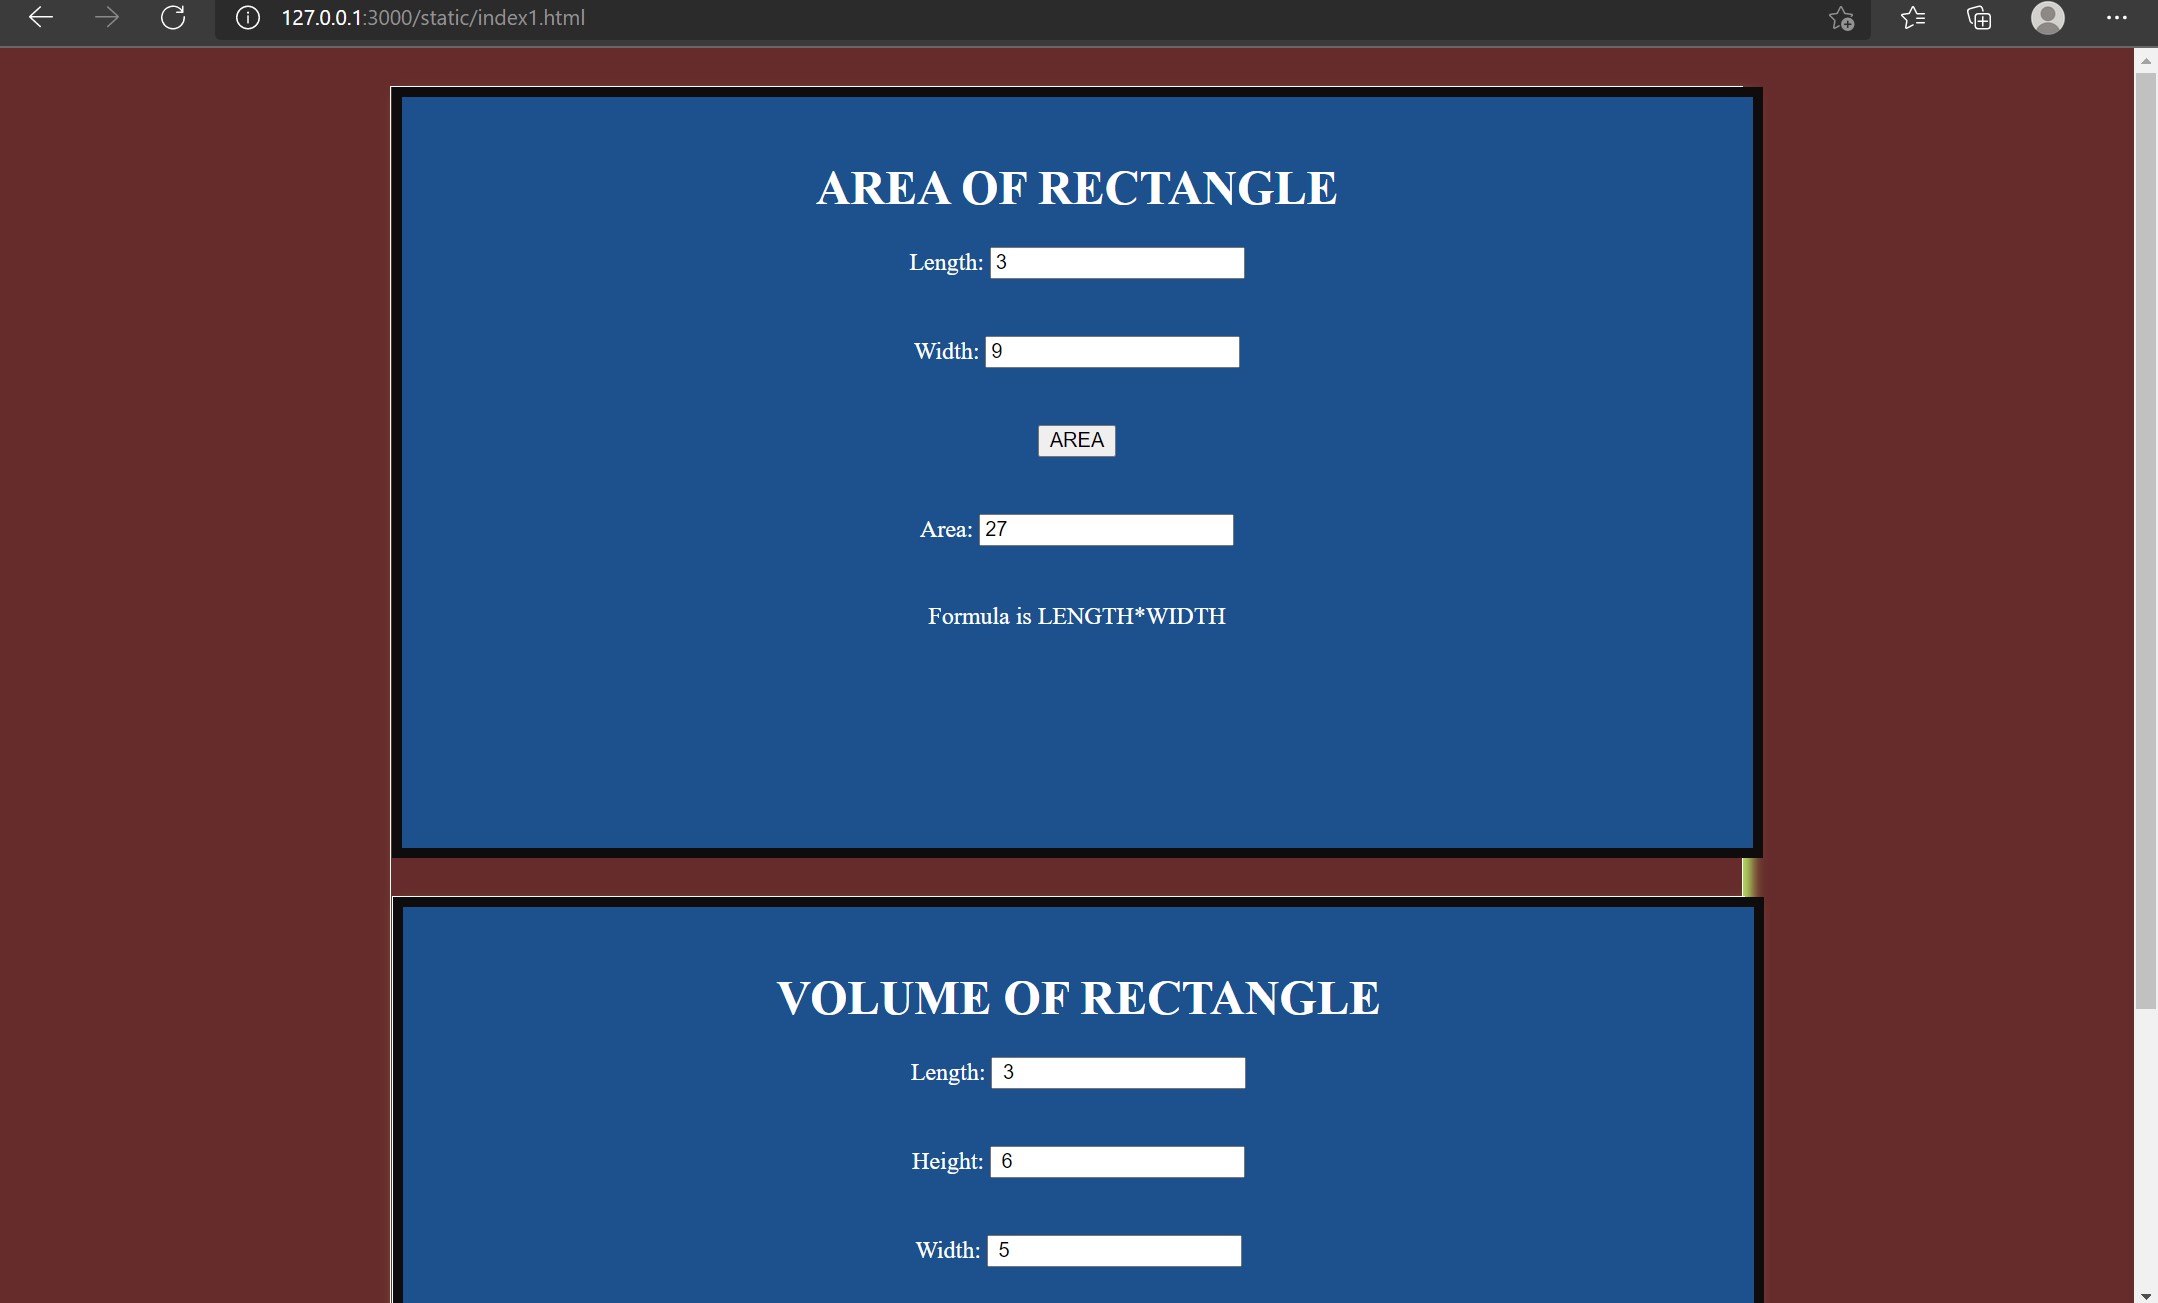 127.0.0.1:3000/static/index1.html
AREA OF RECTANGLE
Length: 3
Width: 9
AREA
Area: 27
Formula is LENGTH*WIDTH
VOLUME OF RECTANGLE
Length: 3
Height: 6
Width: 5